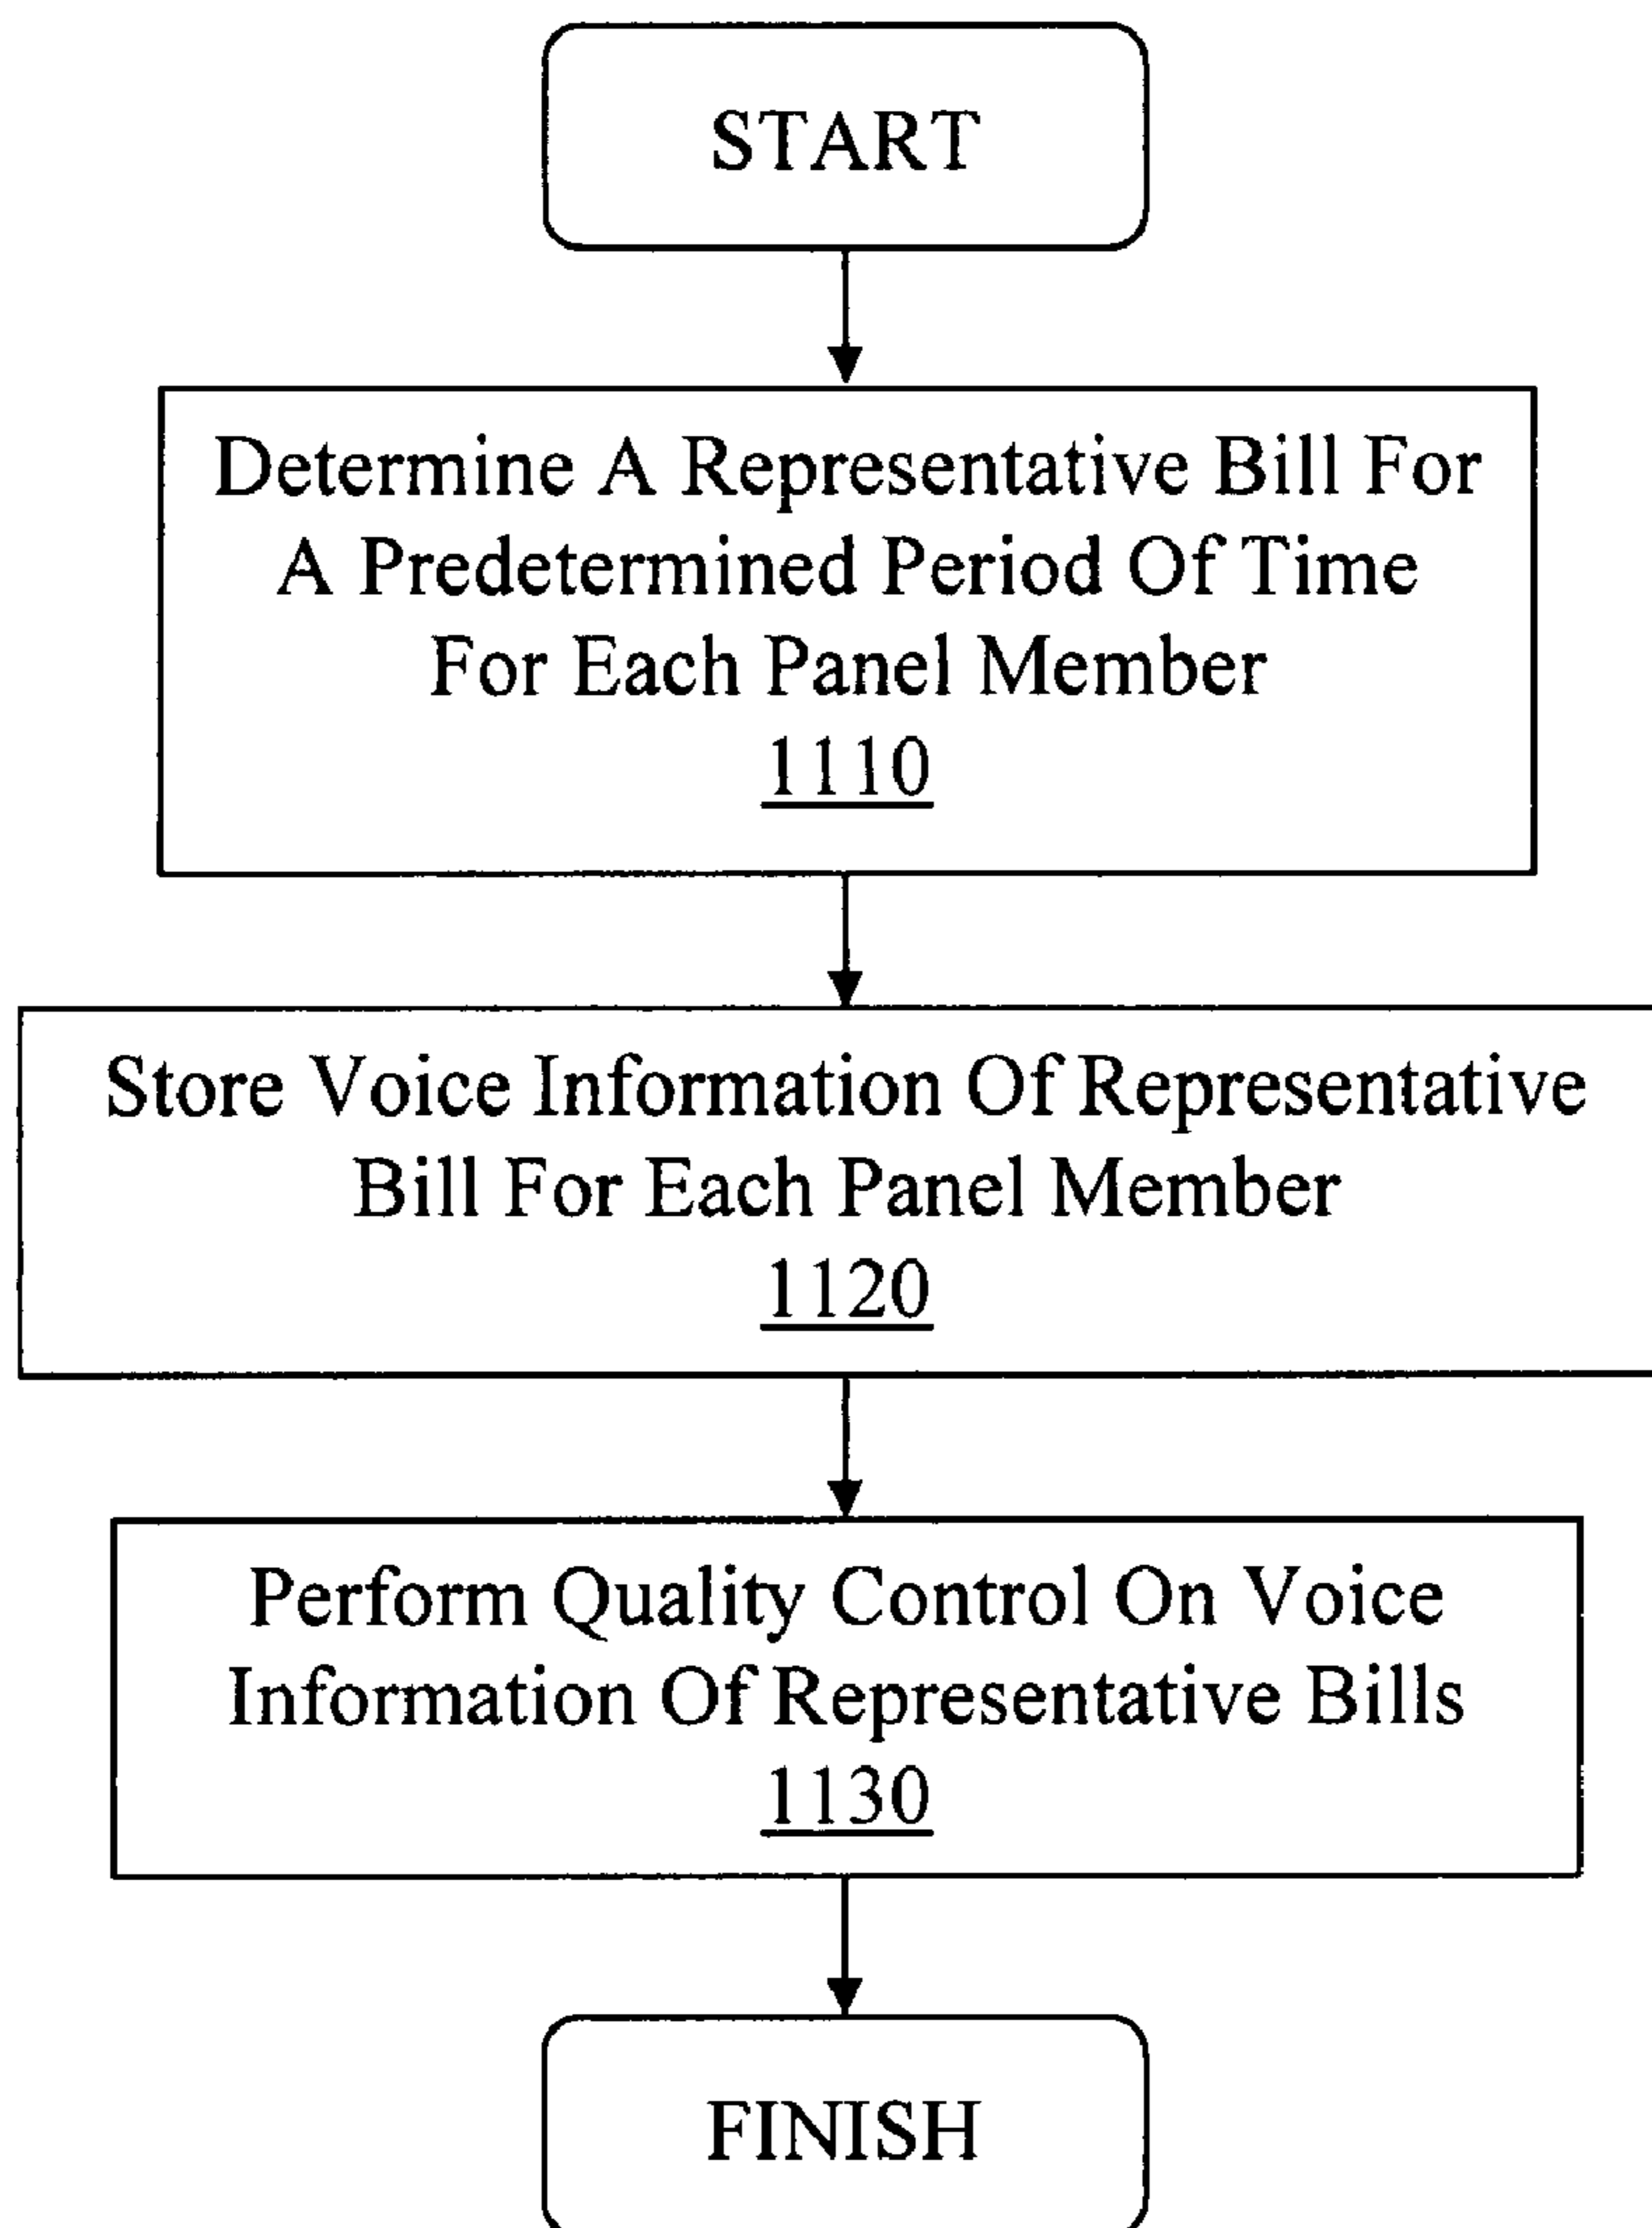 START
Determine A Representative Bill For
A Predetermined Period Of Time
For Each Panel Member
1110
Store Voice Information Of Representative
Bill For Each Panel Member
1120
Perform Quality Control On Voice
Information Of Representative Bills
1130
FINISH